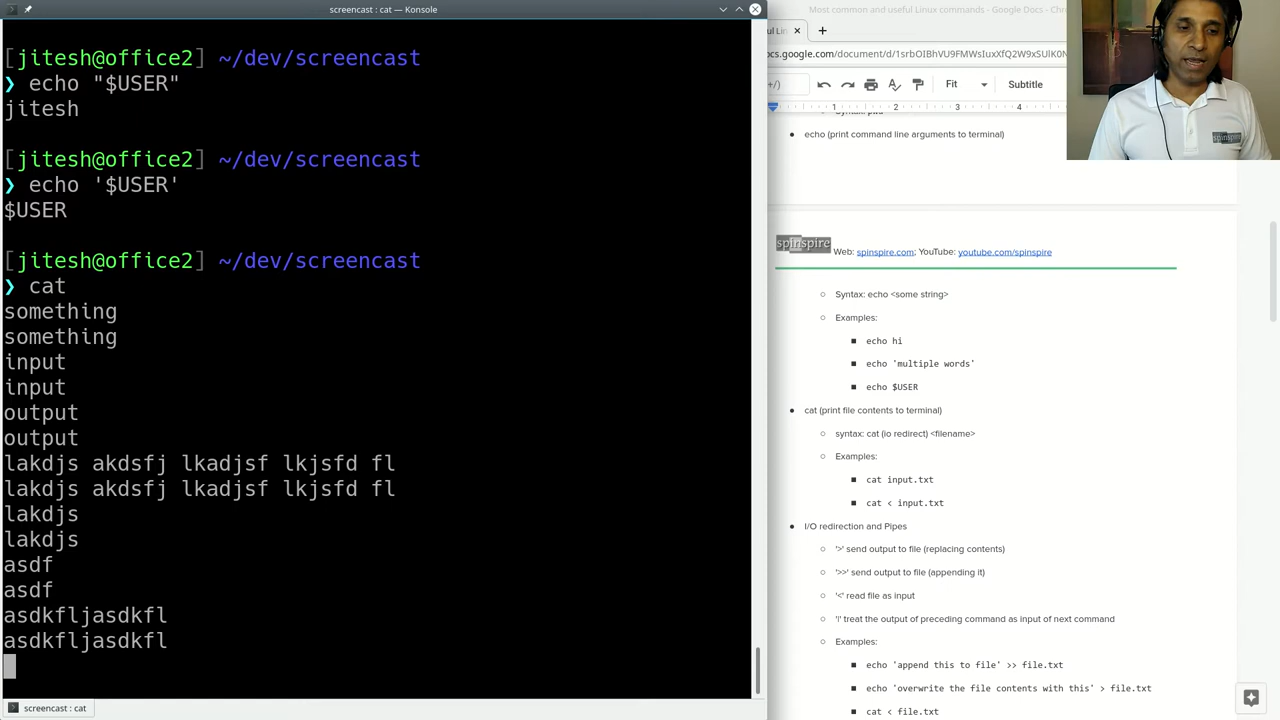 screencast : cat — Konsole
[jitesh@office2] ~/dev/screencast
❯ echo "$USER"
jitesh
[jitesh@office2] ~/dev/screencast
❯ echo '$USER'
$USER
[jitesh@office2] ~/dev/screencast
❯ cat
something
something
input
input
output
output
lakdjs akdsfj lkadjsf lkjsfd fl
lakdjs akdsfj lkadjsf lkjsfd fl
lakdjs
lakdjs
asdf
asdf
asdkfljasdkfl
asdkfljasdkfl
screencast : cat
Most common and useful Linux commands - Google Docs - Chr
Fit
Subtitle
1 2 3 4
echo (print command line arguments to terminal)
spinspire Web: spinspire.com; YouTube: youtube.com/spinspire
○ Syntax: echo <some string>
○ Examples:
■ echo hi
■ echo 'multiple words'
■ echo $USER
● cat (print file contents to terminal)
○ syntax: cat (io redirect) <filename>
○ Examples:
■ cat input.txt
■ cat < input.txt
● I/O redirection and Pipes
○ '>' send output to file (replacing contents)
○ '>>' send output to file (appending it)
○ '<' read file as input
○ '|' treat the output of preceding command as input of next command
○ Examples:
■ echo 'append this to file' >> file.txt
■ echo 'overwrite the file contents with this' > file.txt
■ cat < file.txt
spinspire